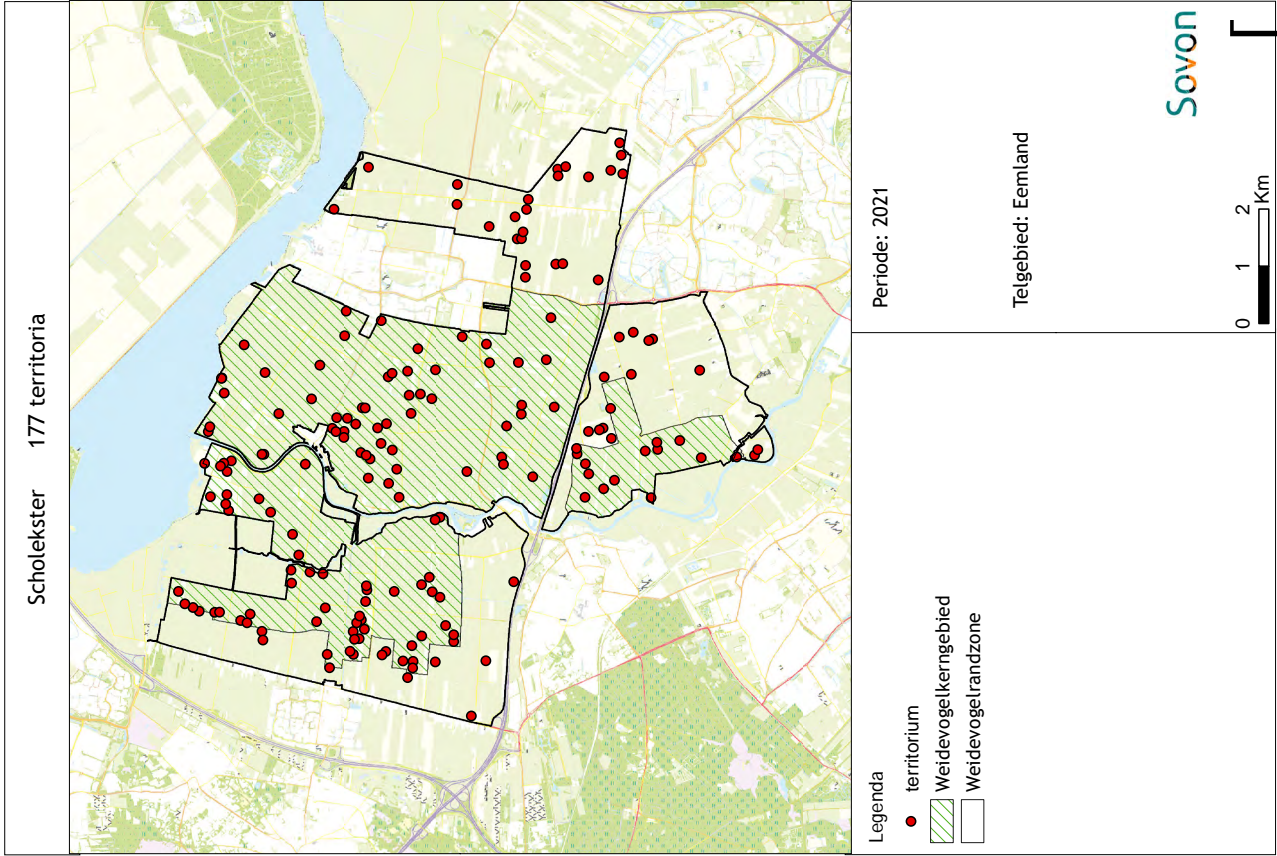 Scholekster 177 territoria
Legenda
territorium
Weidevogelkerngebied
Weidevogelrandzone
Periode: 2021
Telgebied: Eemland
0 1 2
Km
Sovon